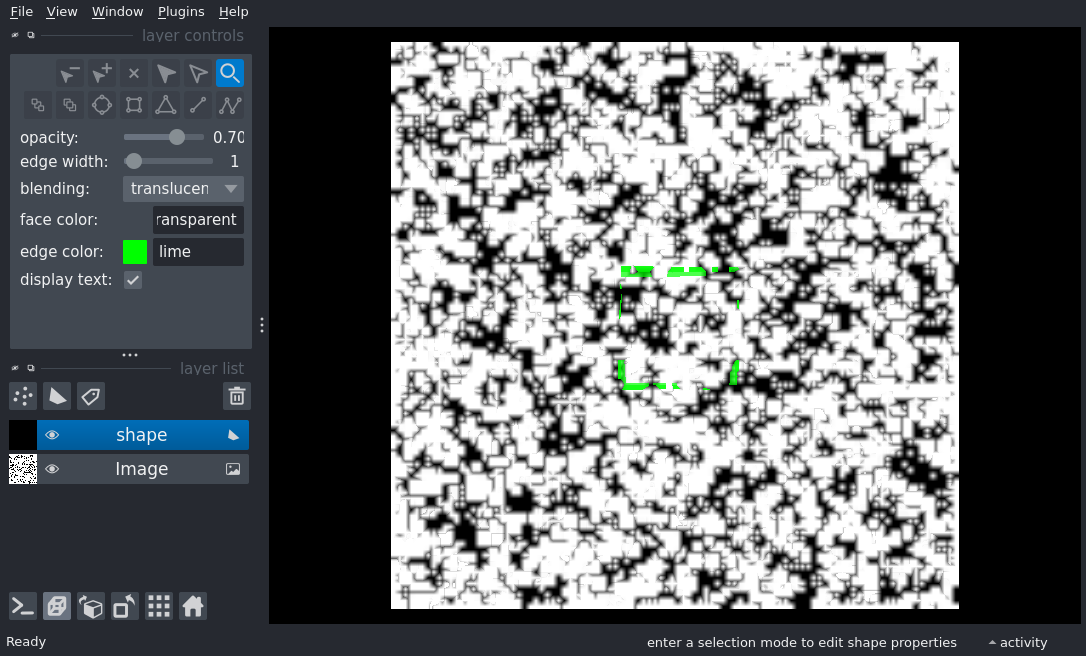 File View Window Plugins Help
layer controls
opacity: 0.70
edge width: 1
blending: translucen
face color: ransparent
edge color: lime
display text:
layer list
shape
Image
Ready enter a selection mode to edit shape properties activity